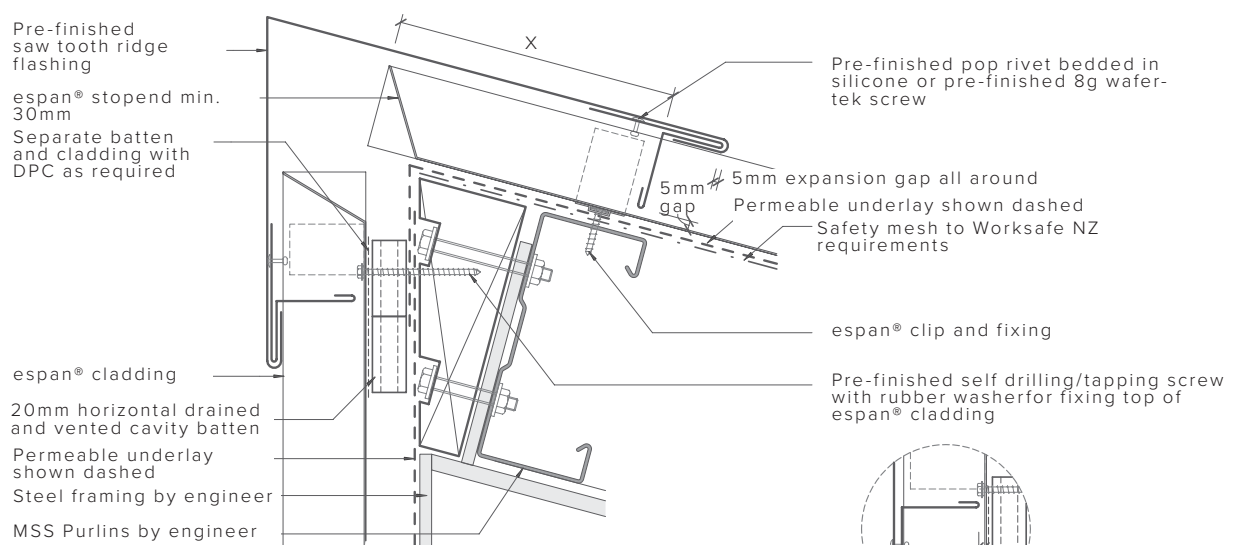 Pre-finished
saw tooth ridge
flashing
espan® stopend min.
30mm
Separate batten
and cladding with
DPC as required
espan® cladding
20mm horizontal drained
and vented cavity batten
Permeable underlay
shown dashed
Steel framing by engineer
MSS Purlins by engineer
X
Pre-finished pop rivet bedded in
silicone or pre-finished 8g wafer-
tek screw
5mm
gap
5mm expansion gap all around
Permeable underlay shown dashed
Safety mesh to Worksafe NZ
requirements
espan® clip and fixing
Pre-finished self drilling/tapping screw
with rubber washerfor fixing top of
espan® cladding